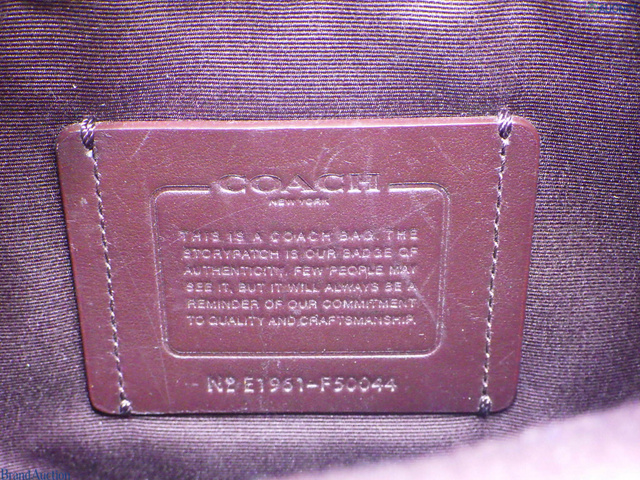 COACH
NEW YORK
THIS IS A COACH BAG. THE
STORYPATCH IS OUR BADGE OF
AUTHENTICITY. FEW PEOPLE MAY
SEE IT, BUT IT WILL ALWAYS BE A
REMINDER OF OUR COMMITMENT
TO QUALITY AND CRAFTSMANSHIP.
Nº E1961-F50044
BrandAuction